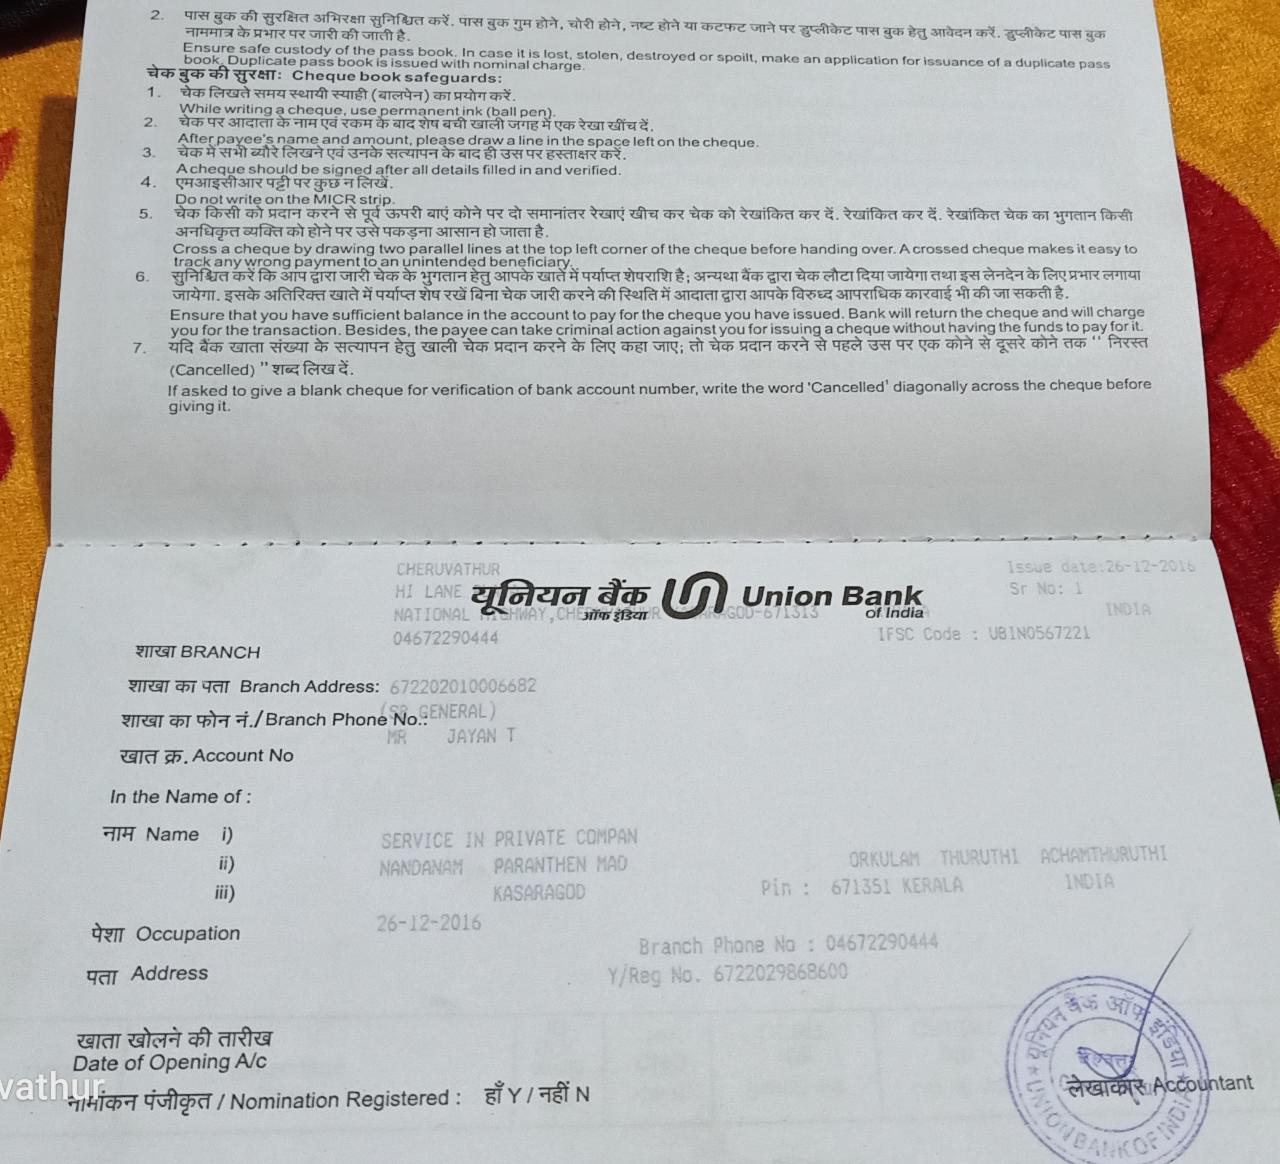 2. पास बुक की सुरक्षित अभिरक्षा सुनिश्चित करें. पास बुक गुम होने, चोरी होने, नष्ट होने या कटफट जाने पर डुप्लीकेट पास बुक हेतु आवेदन करें. डुप्लीकेट पास बुक
नाममात्र के प्रभार पर जारी की जाती है.
Ensure safe custody of the pass book. In case it is lost, stolen, destroyed or spoilt, make an application for issuance of a duplicate pass
book. Duplicate pass book is issued with nominal charge.
चेक बुक की सुरक्षा: Cheque book safeguards:
1. चेक लिखते समय स्थायी स्याही (बालपेन) का प्रयोग करें.
While writing a cheque, use permanent ink (ball pen).
2. चेक पर आदाता के नाम एवं रकम के बाद शेष बची खाली जगह में एक रेखा खींच दें.
After payee's name and amount, please draw a line in the space left on the cheque.
3. चेक में सभी ब्यौरे लिखने एवं उनके सत्यापन के बाद ही उस पर हस्ताक्षर करें.
A cheque should be signed after all details filled in and verified.
4. एमआइसीआर पट्टी पर कुछ न लिखें.
Do not write on the MICR strip.
5. चेक किसी को प्रदान करने से पूर्व ऊपरी बाएं कोने पर दो समानांतर रेखाएं खीच कर चेक को रेखांकित कर दें. रेखांकित कर दें. रेखांकित चेक का भुगतान किसी
अनधिकृत व्यक्ति को होने पर उसे पकड़ना आसान हो जाता है.
Cross a cheque by drawing two parallel lines at the top left corner of the cheque before handing over. A crossed cheque makes it easy to
track any wrong payment to an unintended beneficiary.
6. सुनिश्चित करें कि आप द्वारा जारी चेक के भुगतान हेतु आपके खाते में पर्याप्त शेषराशि है; अन्यथा बैंक द्वारा चेक लौटा दिया जायेगा तथा इस लेनदेन के लिए प्रभार लगाया
जायेगा. इसके अतिरिक्त खाते में पर्याप्त शेष रखें बिना चेक जारी करने की स्थिति में आदाता द्वारा आपके विरुध्द आपराधिक कारवाई भी की जा सकती है.
Ensure that you have sufficient balance in the account to pay for the cheque you have issued. Bank will return the cheque and will charge
you for the transaction. Besides, the payee can take criminal action against you for issuing a cheque without having the funds to pay for it.
7. यदि बैंक खाता संख्या के सत्यापन हेतु खाली चेक प्रदान करने के लिए कहा जाए; तो चेक प्रदान करने से पहले उस पर एक कोने से दूसरे कोने तक " निरस्त
(Cancelled) " शब्द लिख दें.
If asked to give a blank cheque for verification of bank account number, write the word 'Cancelled' diagonally across the cheque before
giving it.
CHERUVATHUR Issue date:26-12-2016
HI LANE यूनियन बैंक Union Bank Sr No: 1
NATIONAL HIGHWAY, ऑफ इंडिया 671313 of India INDIA
04672290444 IFSC Code : UBIN0567221
शाखा BRANCH
शाखा का पता Branch Address: 672202010006682
(SB GENERAL)
शाखा का फोन नं./Branch Phone No.:
MR JAYAN T
खात क्र. Account No
In the Name of :
नाम Name i) SERVICE IN PRIVATE COMPAN
ii) NANDANAM PARANTHEN MAD ORKULAM THURUTHI ACHAMTHURUTHI
iii) KASARAGOD Pin : 671351 KERALA INDIA
पेशा Occupation 26-12-2016
Branch Phone No : 04672290444
पता Address Y/Reg No. 6722029868600
खाता खोलने की तारीख
Date of Opening A/c
नामांकन पंजीकृत / Nomination Registered : हाँ Y / नहीं N
vathur
लेखाकार Accountant
यूनियन बैंक ऑफ इंडिया
UNION BANK OF INDIA